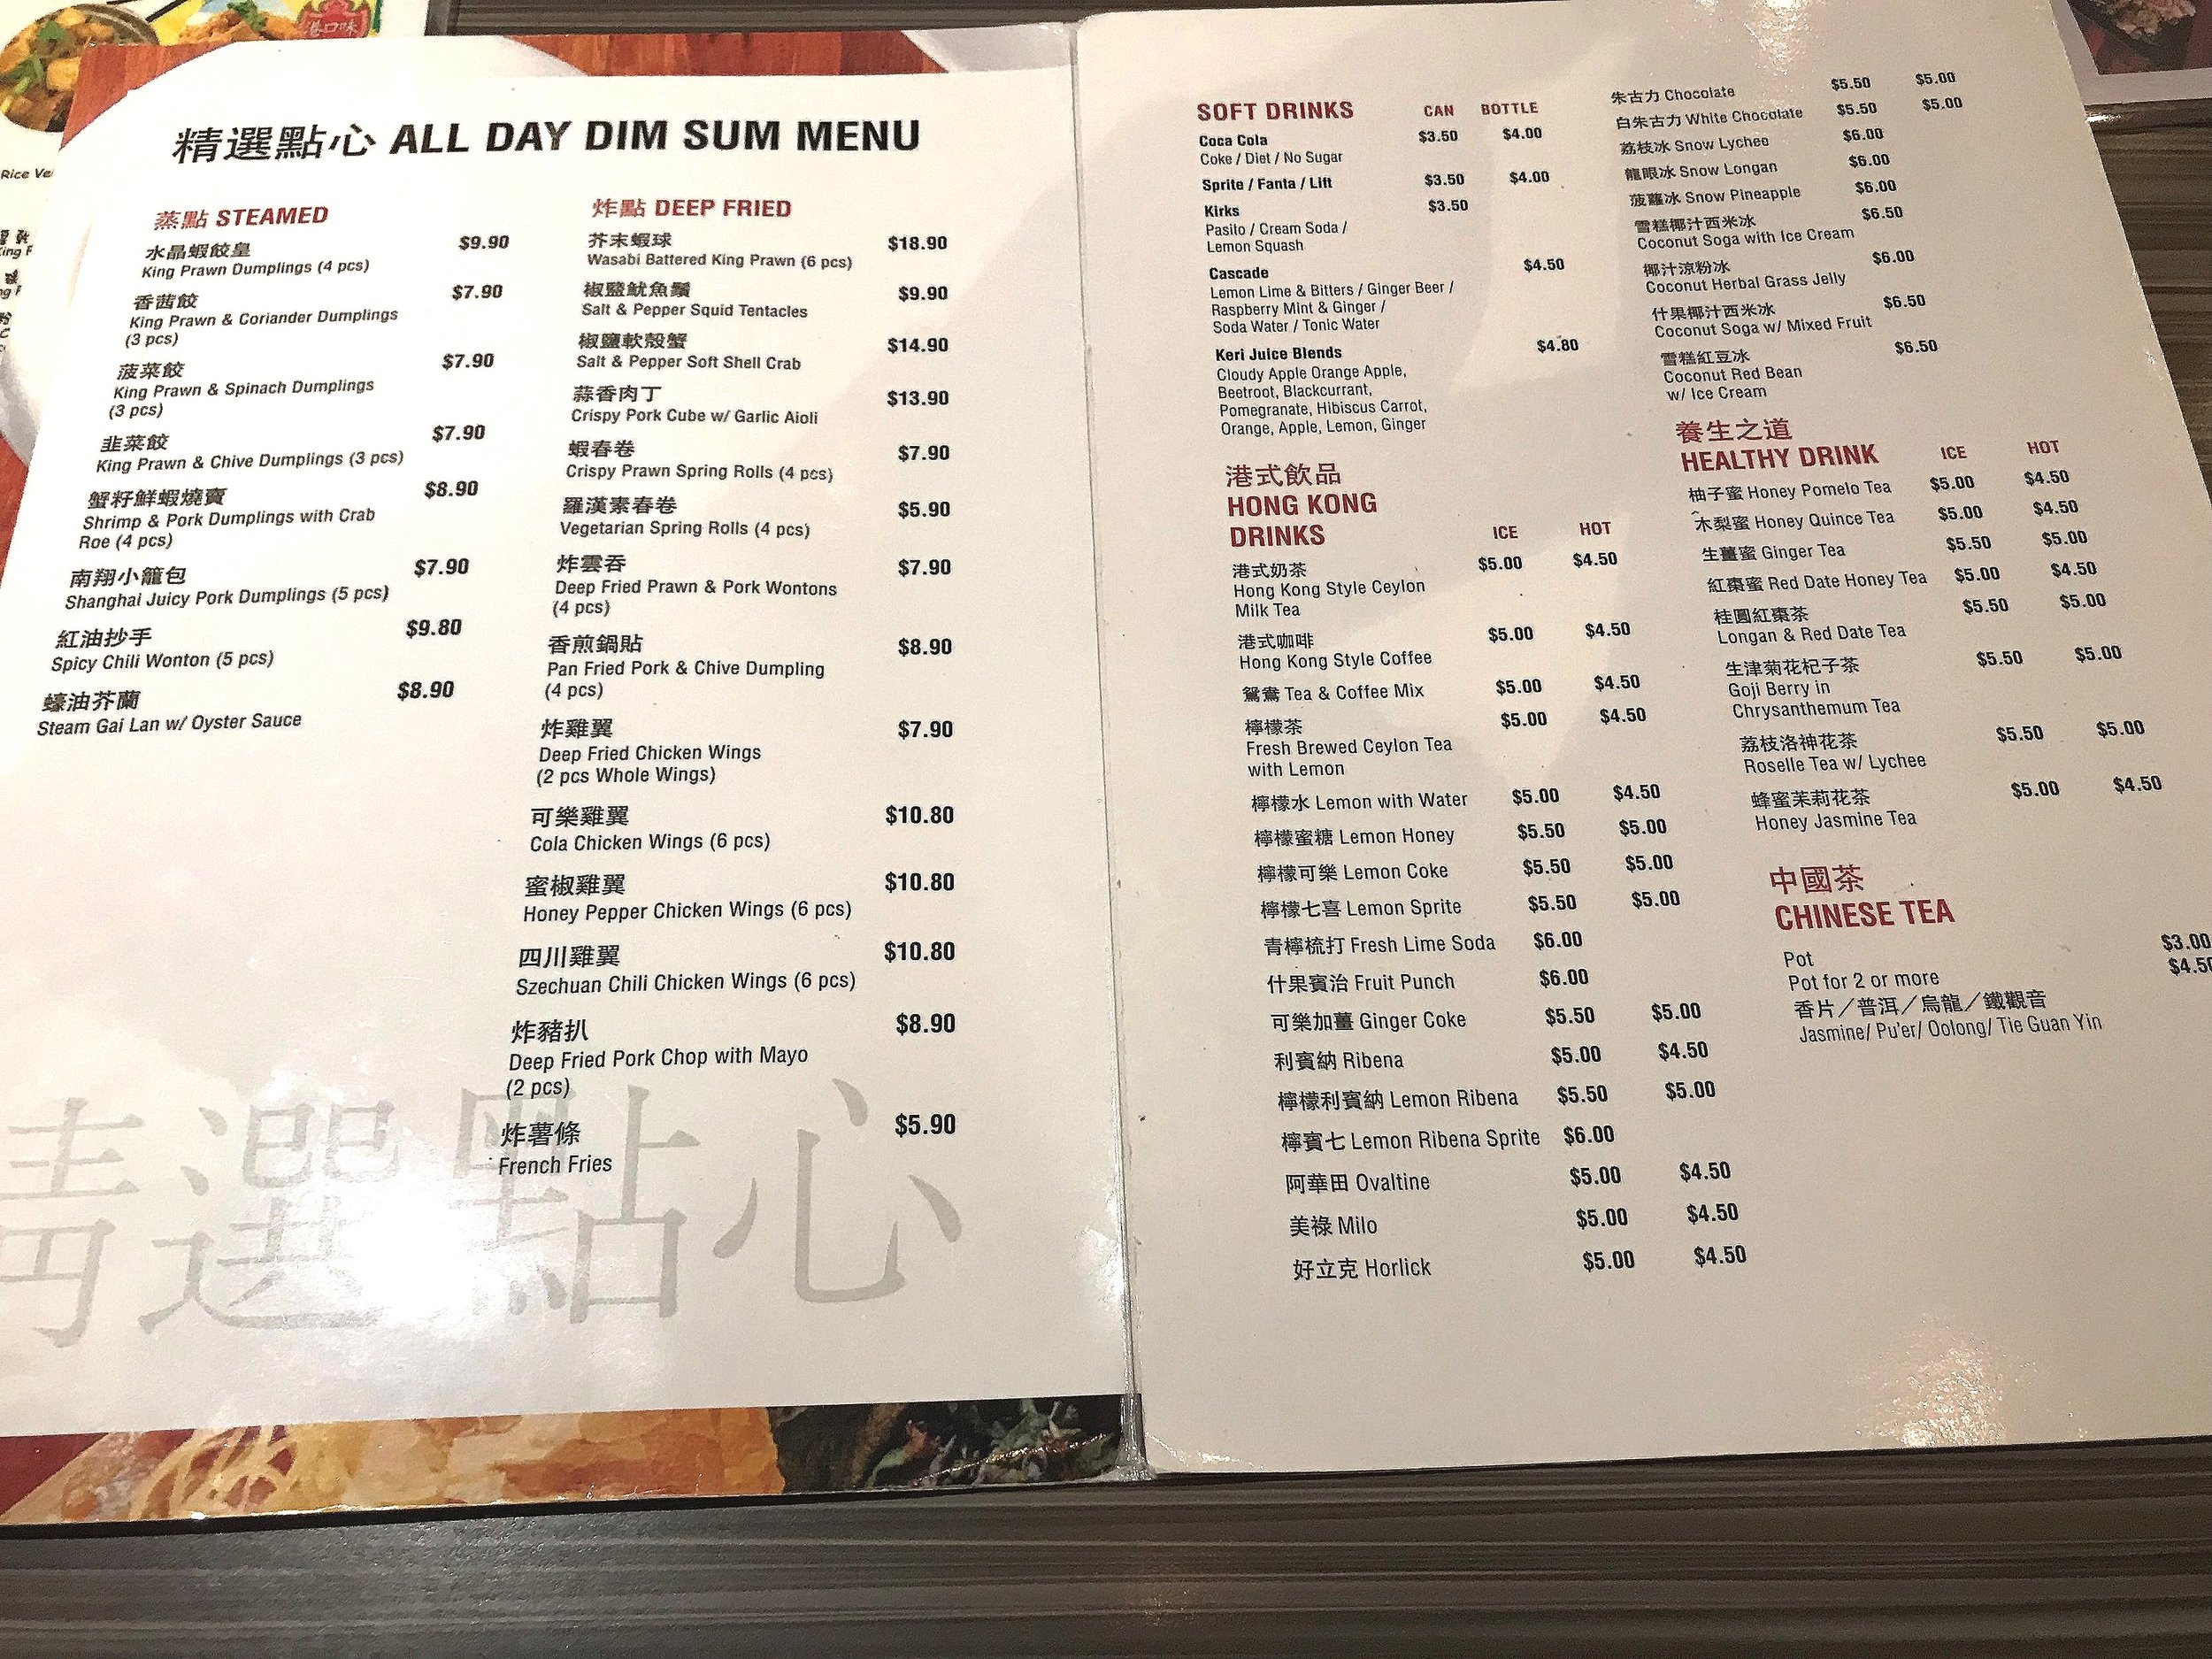 港口味
Rice Ve
精選點心 ALL DAY DIM SUM MENU
蒸點 STEAMED
水晶蝦餃皇 $9.90
King Prawn Dumplings (4 pcs)
香茜餃 $7.90
King Prawn & Coriander Dumplings
(3 pcs)
菠菜餃 $7.90
King Prawn & Spinach Dumplings
(3 pcs)
韭菜餃 $7.90
King Prawn & Chive Dumplings (3 pcs)
蟹籽鮮蝦燒賣 $8.90
Shrimp & Pork Dumplings with Crab
Roe (4 pcs)
南翔小籠包 $7.90
Shanghai Juicy Pork Dumplings (5 pcs)
紅油抄手 $9.80
Spicy Chili Wonton (5 pcs)
蠔油芥蘭 $8.90
Steam Gai Lan w/ Oyster Sauce
炸點 DEEP FRIED
芥末蝦球 $18.90
Wasabi Battered King Prawn (6 pcs)
椒鹽魷魚鬚 $9.90
Salt & Pepper Squid Tentacles
椒鹽軟殼蟹 $14.90
Salt & Pepper Soft Shell Crab
蒜香肉丁 $13.90
Crispy Pork Cube w/ Garlic Aioli
蝦春卷 $7.90
Crispy Prawn Spring Rolls (4 pcs)
羅漢素春卷 $5.90
Vegetarian Spring Rolls (4 pcs)
炸雲吞 $7.90
Deep Fried Prawn & Pork Wontons
(4 pcs)
香煎鍋貼 $8.90
Pan Fried Pork & Chive Dumpling
(4 pcs)
炸雞翼 $7.90
Deep Fried Chicken Wings
(2 pcs Whole Wings)
可樂雞翼 $10.80
Cola Chicken Wings (6 pcs)
蜜椒雞翼 $10.80
Honey Pepper Chicken Wings (6 pcs)
四川雞翼 $10.80
Szechuan Chili Chicken Wings (6 pcs)
炸豬扒 $8.90
Deep Fried Pork Chop with Mayo
(2 pcs)
炸薯條 $5.90
French Fries
精選點心
SOFT DRINKS CAN BOTTLE
Coca Cola $3.50 $4.00
Coke / Diet / No Sugar
Sprite / Fanta / Lift $3.50 $4.00
Kirks $3.50
Pasito / Cream Soda /
Lemon Squash
Cascade $4.50
Lemon Lime & Bitters / Ginger Beer /
Raspberry Mint & Ginger /
Soda Water / Tonic Water
Keri Juice Blends $4.80
Cloudy Apple Orange Apple,
Beetroot, Blackcurrant,
Pomegranate, Hibiscus Carrot,
Orange, Apple, Lemon, Ginger
港式飲品
HONG KONG
DRINKS ICE HOT
港式奶茶 $5.00 $4.50
Hong Kong Style Ceylon
Milk Tea
港式咖啡 $5.00 $4.50
Hong Kong Style Coffee
鴛鴦 Tea & Coffee Mix $5.00 $4.50
檸檬茶 $5.00 $4.50
Fresh Brewed Ceylon Tea
with Lemon
檸檬水 Lemon with Water $5.00 $4.50
檸檬蜜糖 Lemon Honey $5.50 $5.00
檸檬可樂 Lemon Coke $5.50 $5.00
檸檬七喜 Lemon Sprite $5.50 $5.00
青檸梳打 Fresh Lime Soda $6.00
什果賓治 Fruit Punch $6.00
可樂加薑 Ginger Coke $5.50 $5.00
利賓納 Ribena $5.00 $4.50
檸檬利賓納 Lemon Ribena $5.50 $5.00
檸賓七 Lemon Ribena Sprite $6.00
阿華田 Ovaltine $5.00 $4.50
美祿 Milo $5.00 $4.50
好立克 Horlick $5.00 $4.50
朱古力 Chocolate $5.50 $5.00
白朱古力 White Chocolate $5.50 $5.00
荔枝冰 Snow Lychee $6.00
龍眼冰 Snow Longan $6.00
菠蘿冰 Snow Pineapple $6.00
雪糕椰汁西米冰 $6.50
Coconut Soga with Ice Cream
椰汁涼粉冰 $6.00
Coconut Herbal Grass Jelly
什果椰汁西米冰 $6.50
Coconut Soga w/ Mixed Fruit
雪糕紅豆冰 $6.50
Coconut Red Bean
w/ Ice Cream
養生之道
HEALTHY DRINK ICE HOT
柚子蜜 Honey Pomelo Tea $5.00 $4.50
木梨蜜 Honey Quince Tea $5.00 $4.50
生薑蜜 Ginger Tea $5.50 $5.00
紅棗蜜 Red Date Honey Tea $5.00 $4.50
桂圓紅棗茶 $5.50 $5.00
Longan & Red Date Tea
生津菊花杞子茶 $5.50 $5.00
Goji Berry in
Chrysanthemum Tea
荔枝洛神花茶 $5.50 $5.00
Roselle Tea w/ Lychee
蜂蜜茉莉花茶 $5.00 $4.50
Honey Jasmine Tea
中國茶
CHINESE TEA
Pot $3.00
Pot for 2 or more $4.50
香片／普洱／烏龍／鐵觀音
Jasmine/ Pu'er/ Oolong/ Tie Guan Yin